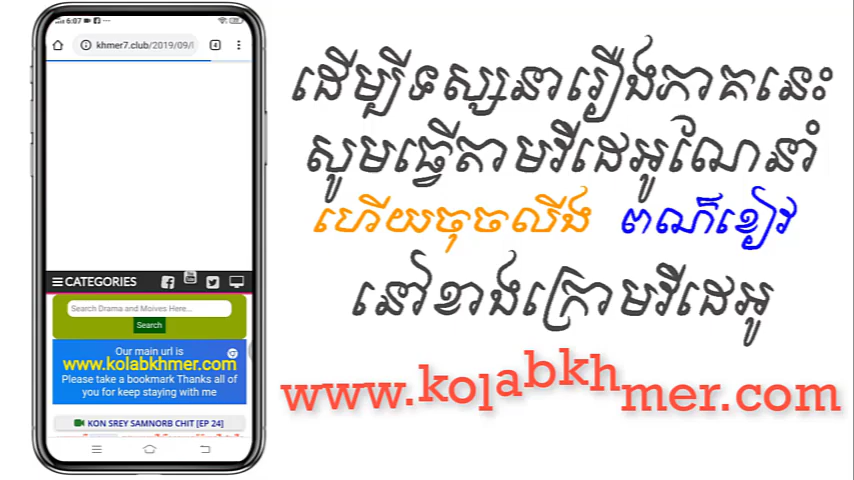 6:07
khmer7.club/2019/09/
4
CATEGORIES
Search Drama and Moives Here...
Search
Our main url is
www.kolabkhmer.com
Please take a bookmark Thanks all of
you for keep staying with me
KON SREY SAMNORB CHIT [EP 24]
ដើម្បីទស្សនារឿងភាគនេះ
សូមធ្វើតាមវីដេអូណែនាំ
ហើយចុចលីង ពណ៌ខៀវ
នៅខាងក្រោមវីដេអូ
www.kolabkhmer.com